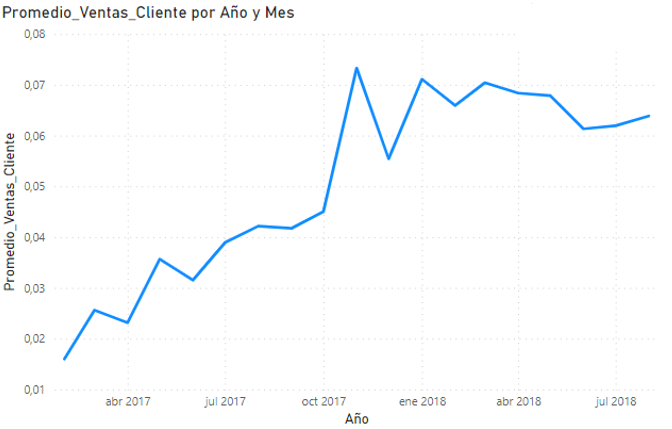 Promedio_Ventas_Cliente por Año y Mes
0,08
0,07
0,06
0,05
0,04
0,03
0,02
0,01
Promedio_Ventas_Cliente
abr 2017 jul 2017 oct 2017 ene 2018 abr 2018 jul 2018
Año